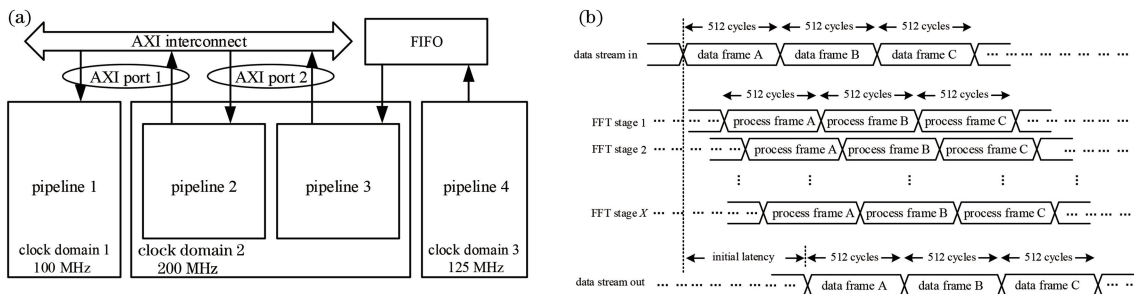 (a)
AXI interconnect
FIFO
AXI port 1
AXI port 2
pipeline 1
pipeline 2
pipeline 3
pipeline 4
clock domain 1
100 MHz
clock domain 2
200 MHz
clock domain 3
125 MHz
(b)
512 cycles 512 cycles 512 cycles
data stream in data frame A data frame B data frame C
512 cycles 512 cycles 512 cycles
FFT stage 1 process frame A process frame B process frame C
FFT stage 2 process frame A process frame B process frame C
FFT stage X process frame A process frame B process frame C
initial latency 512 cycles 512 cycles 512 cycles
data stream out data frame A data frame B data frame C